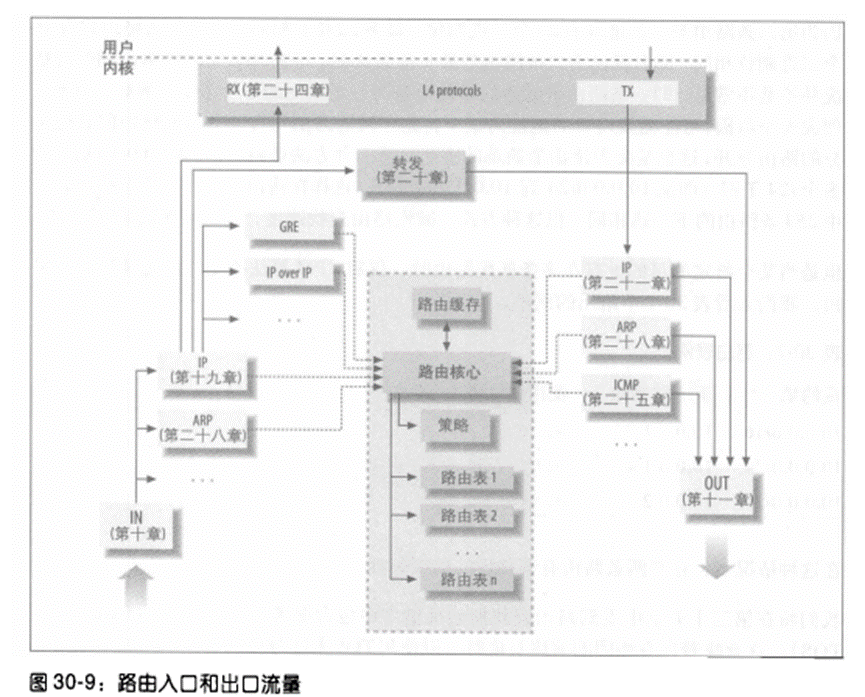 用户
内核
RX(第二十四章)
L4 protocols
TX
转发
(第二十章)
GRE
IP over IP
. . .
IP
(第十九章)
ARP
(第二十八章)
. . .
IN
(第十章)
路由缓存
路由核心
策略
路由表1
路由表2
. . .
路由表n
IP
(第二十一章)
ARP
(第二十八章)
ICMP
(第二十五章)
. . .
OUT
(第十一章)
图 30-9：路由入口和出口流量